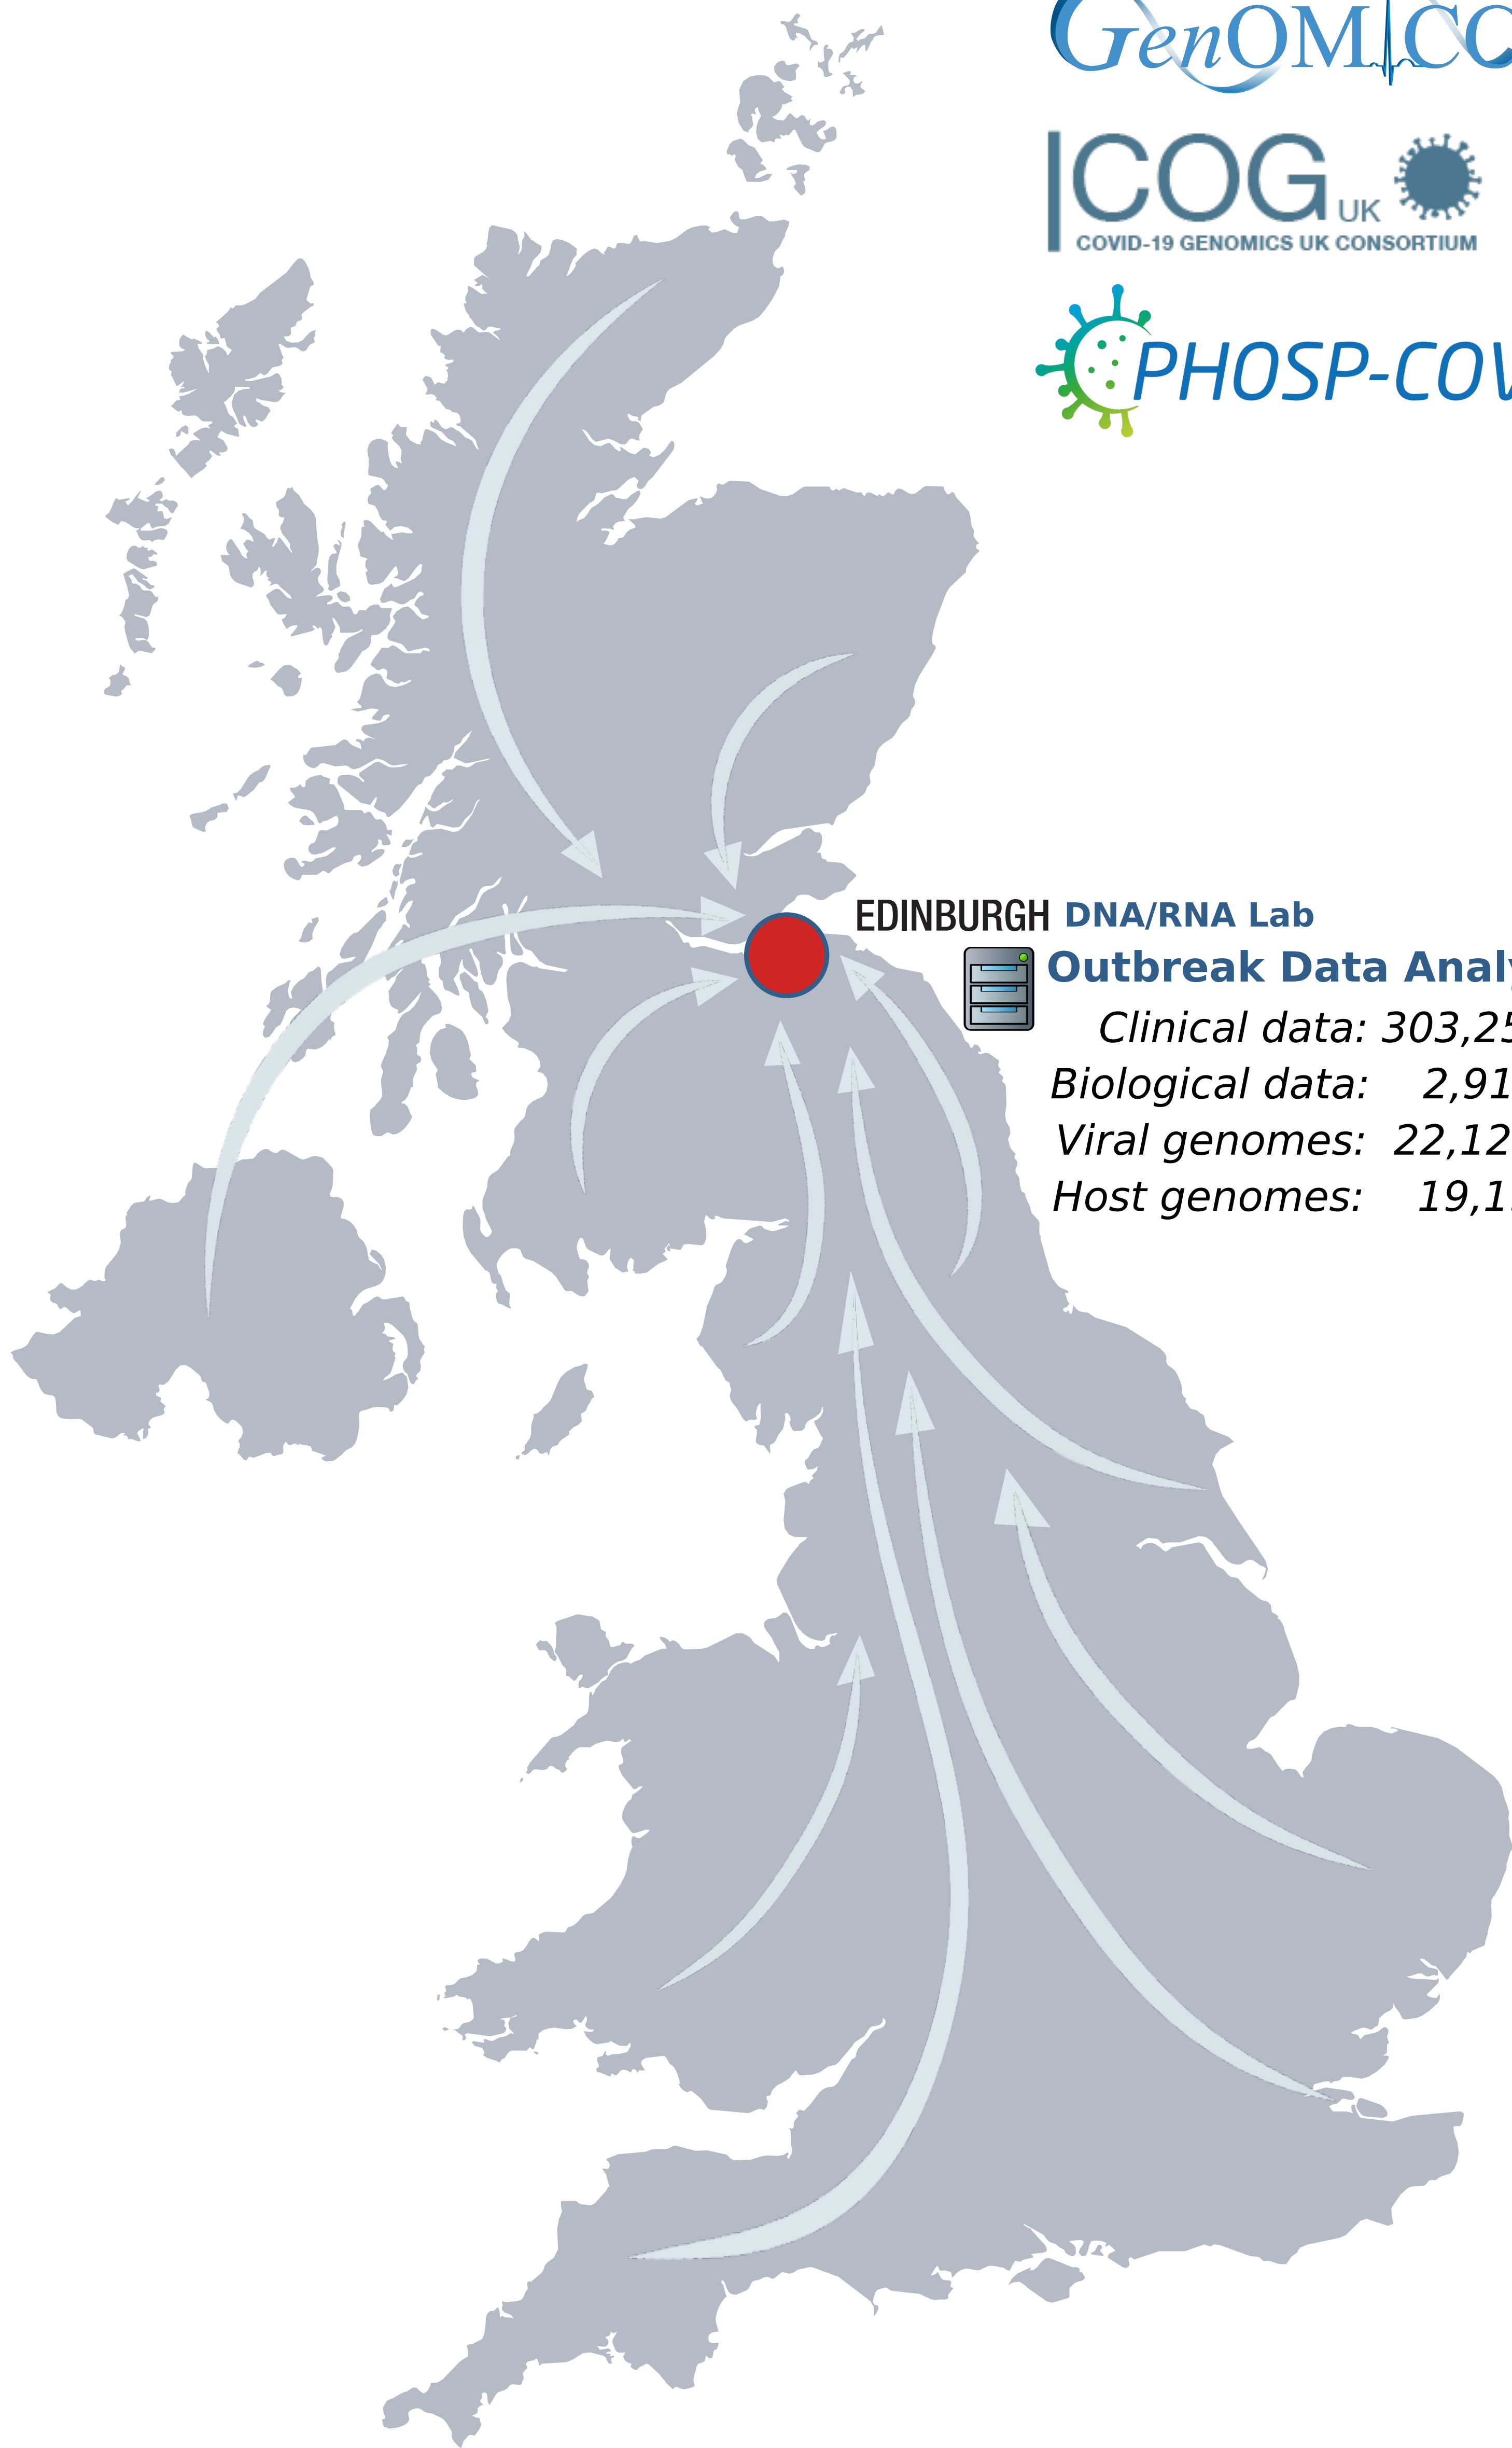 GenOMICC
COG UK
COVID-19 GENOMICS UK CONSORTIUM
PHOSP-COV
EDINBURGH DNA/RNA Lab
Outbreak Data Analy
Clinical data: 303,25
Biological data: 2,91
Viral genomes: 22,12
Host genomes: 19,1